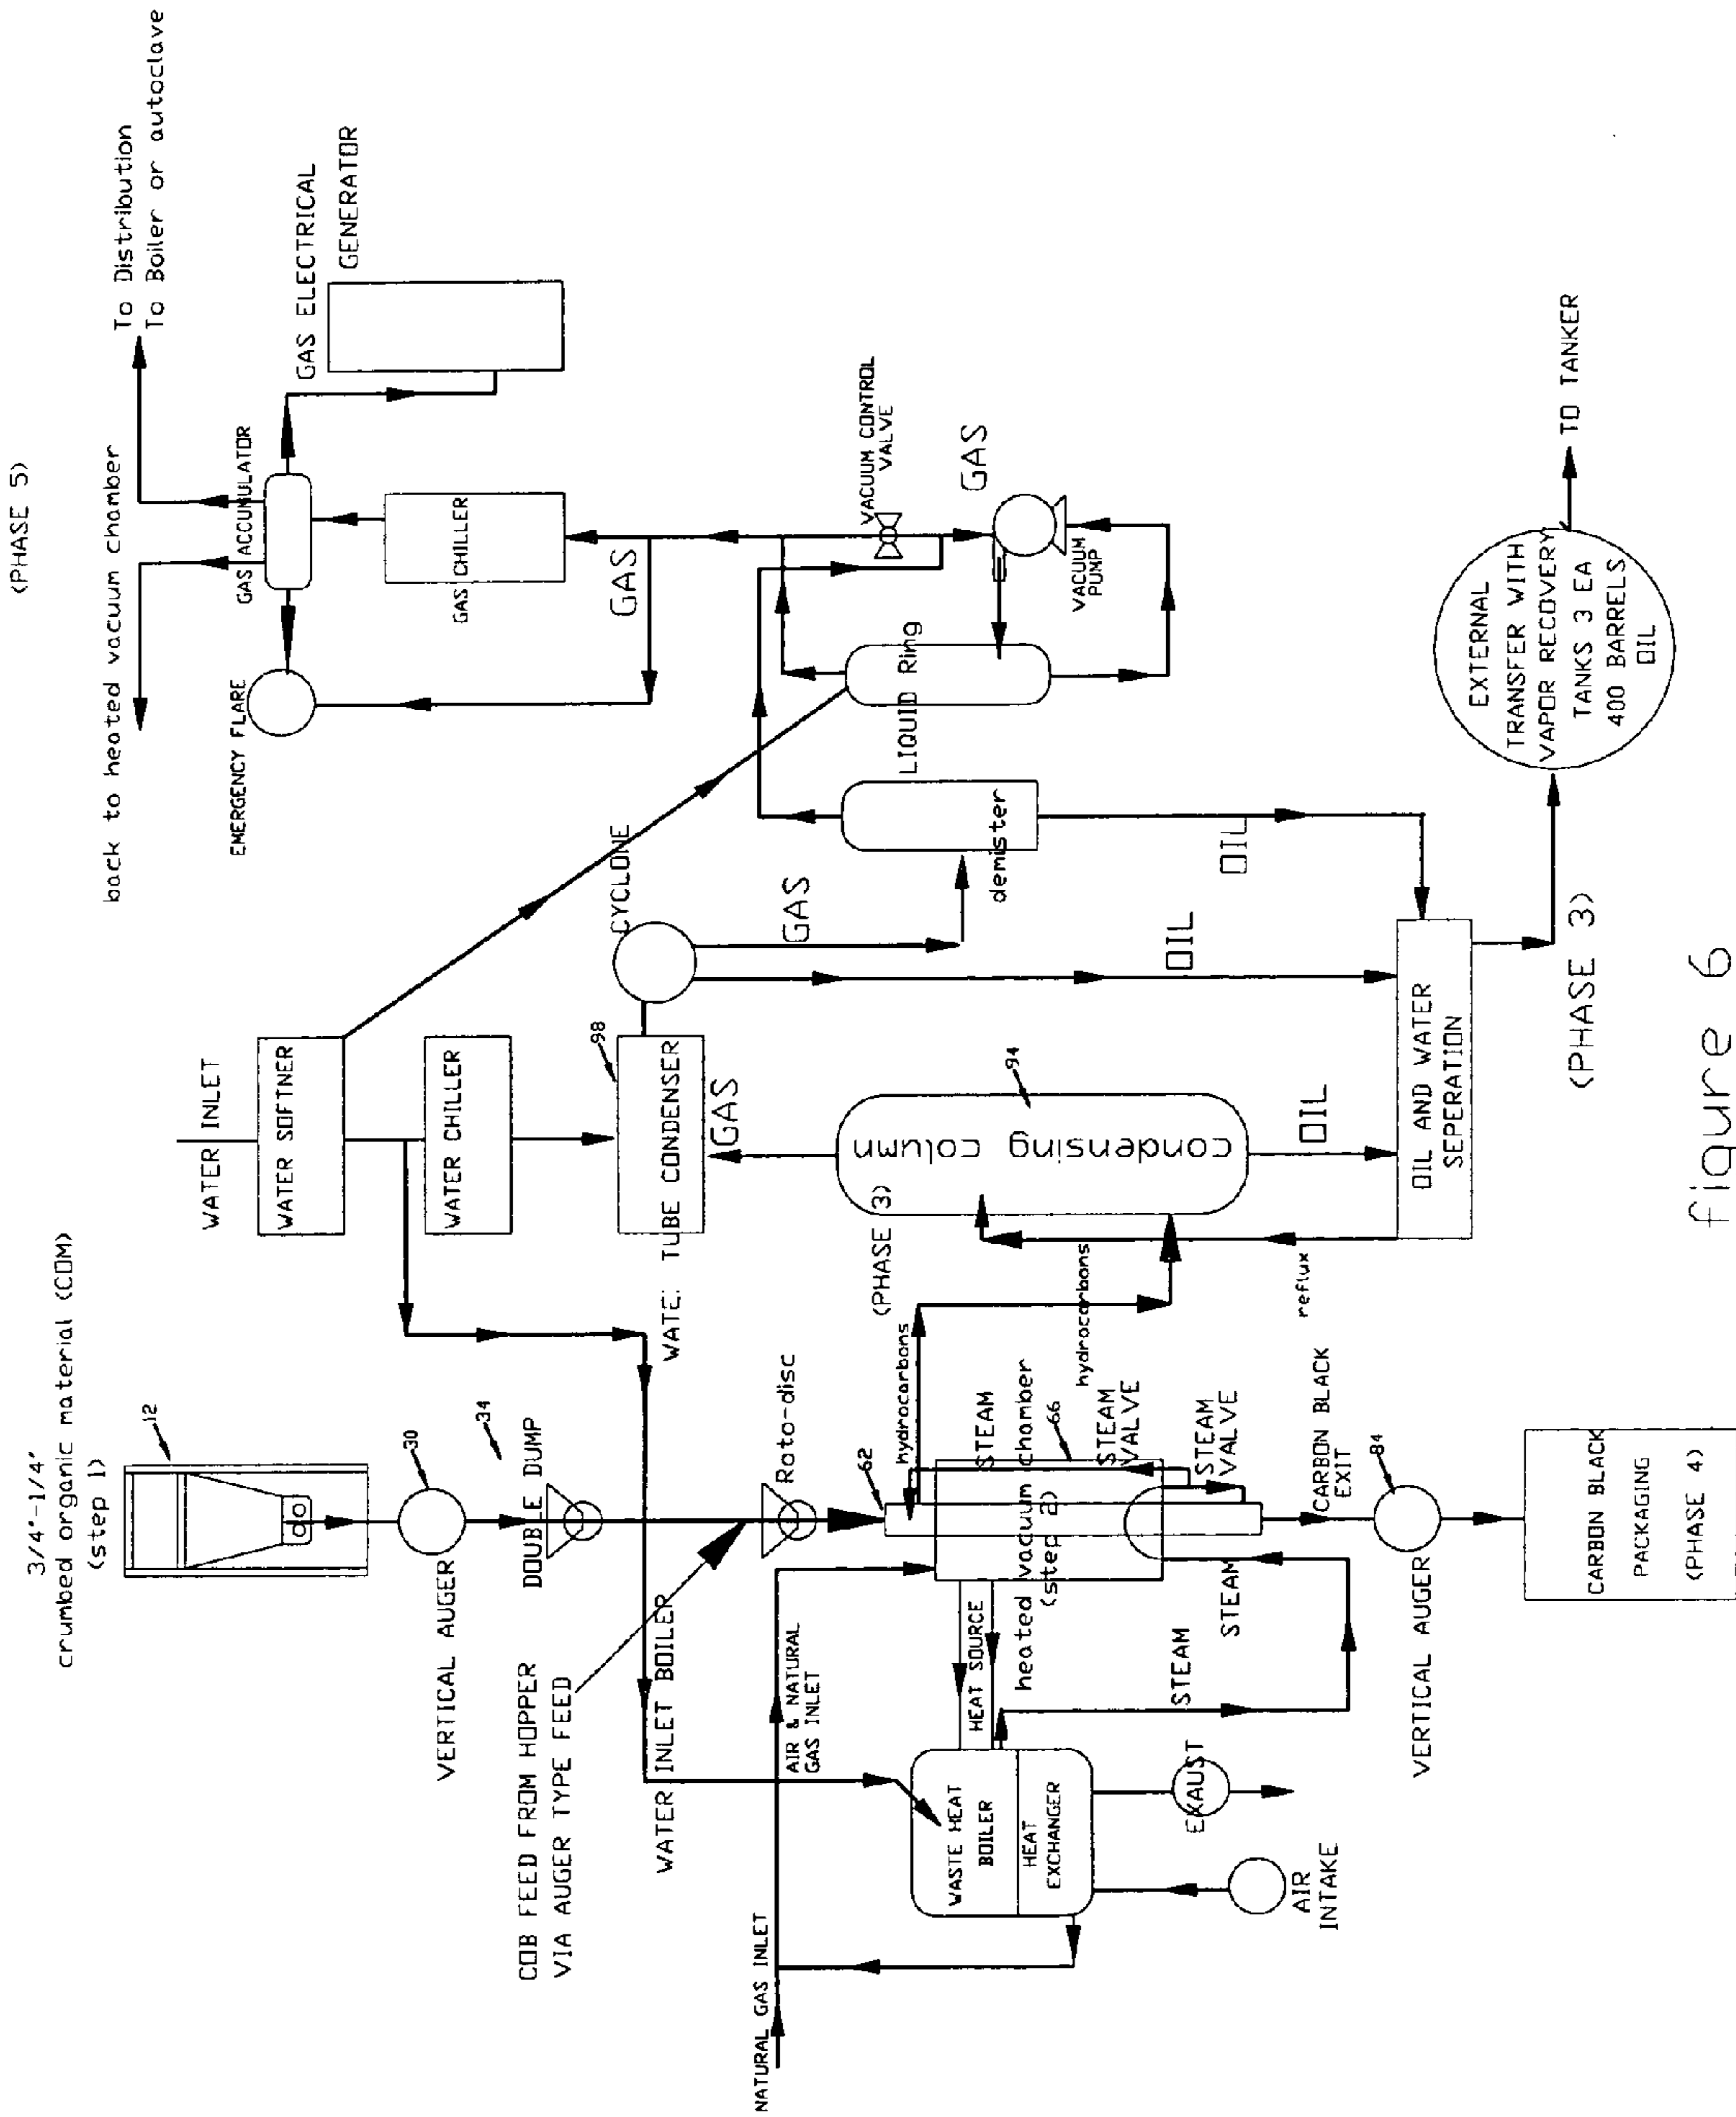 (PHASE 5)
back to heated vacuum chamber
To Distribution
To Boiler or autoclave
EMERGENCY FLARE
GAS ACCUMULATOR
GAS ELECTRICAL
GENERATOR
GAS CHILLER
GAS
VACUUM CONTROL
VALVE
GAS
VACUUM
PUMP
LIQUID Ring
demister
CYCLONE
GAS
OIL
OIL
WATER INLET
WATER SOFTNER
WATER CHILLER
98
TUBE CONDENSER
GAS
94
condensing
column
(PHASE 3)
hydrocarbons
hydrocarbons
reflux
OIL
OIL AND WATER
SEPERATION
(PHASE 3)
EXTERNAL
TRANSFER WITH
VAPOR RECOVERY
TANKS 3 EA
400 BARRELS
OIL
TO TANKER
3/4"-1/4"
crumbed organic material (COM)
(step 1)
12
30
VERTICAL AUGER
34
DOUBLE DUMP
COB FEED FROM HOPPER
VIA AUGER TYPE FEED
WATER INLET BOILER
Roto-disc
62
NATURAL GAS INLET
AIR & NATURAL
GAS INLET
HEAT SOURCE
heated vacuum chamber
(step 2)
STEAM
66
STEAM
VALVE
STEAM
VALVE
STEAM
STEAM
WASTE HEAT
BOILER
HEAT
EXCHANGER
EXAUST
AIR
INTAKE
CARBON BLACK
EXIT
84
VERTICAL AUGER
CARBON BLACK
PACKAGING
(PHASE 4)
figure 6